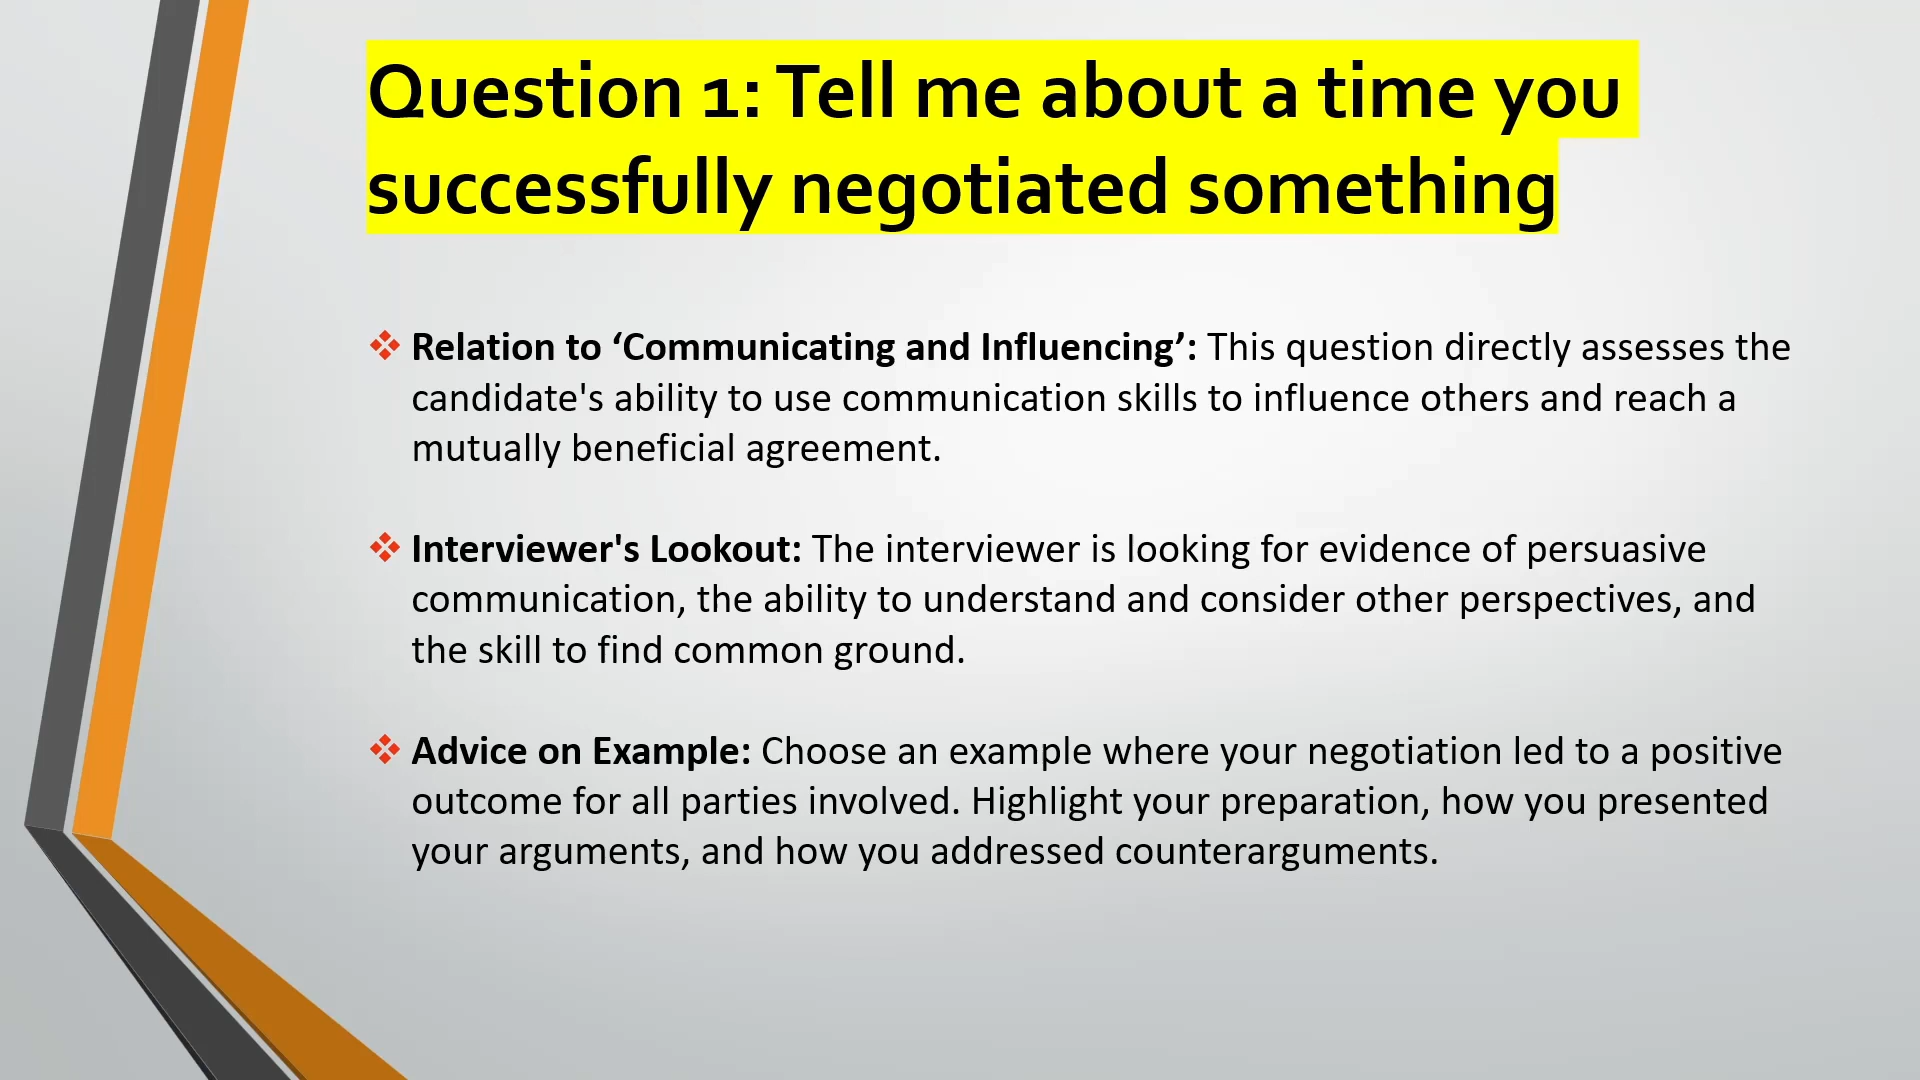 Question 1: Tell me about a time you
successfully negotiated something
Relation to ‘Communicating and Influencing’: This question directly assesses the
candidate's ability to use communication skills to influence others and reach a
mutually beneficial agreement.
Interviewer's Lookout: The interviewer is looking for evidence of persuasive
communication, the ability to understand and consider other perspectives, and
the skill to find common ground.
Advice on Example: Choose an example where your negotiation led to a positive
outcome for all parties involved. Highlight your preparation, how you presented
your arguments, and how you addressed counterarguments.